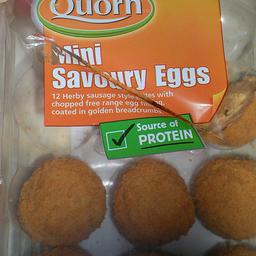 Quorn
Mini
Savoury Eggs
12 Herby sausage style bites with
chopped free range egg filling,
coated in golden breadcrumbs
Source of
PROTEIN